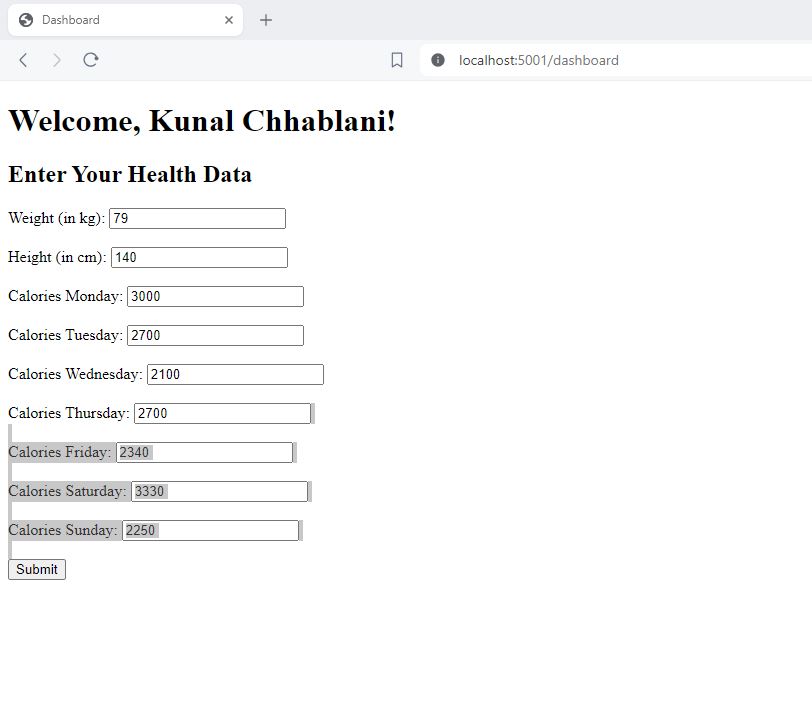 Dashboard
localhost:5001/dashboard
Welcome, Kunal Chhablani!
Enter Your Health Data
Weight (in kg): 79
Height (in cm): 140
Calories Monday: 3000
Calories Tuesday: 2700
Calories Wednesday: 2100
Calories Thursday: 2700
Calories Friday: 2340
Calories Saturday: 3330
Calories Sunday: 2250
Submit